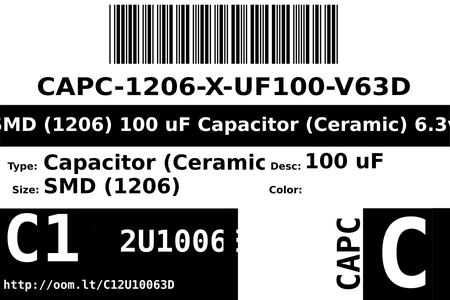 CAPC-1206-X-UF100-V63D
SMD (1206) 100 uF Capacitor (Ceramic) 6.3v
Type: Capacitor (Ceramic Desc: 100 uF
Size: SMD (1206) Color:
C1 2U1006
CAPC
C
http://oom.lt/C12U10063D